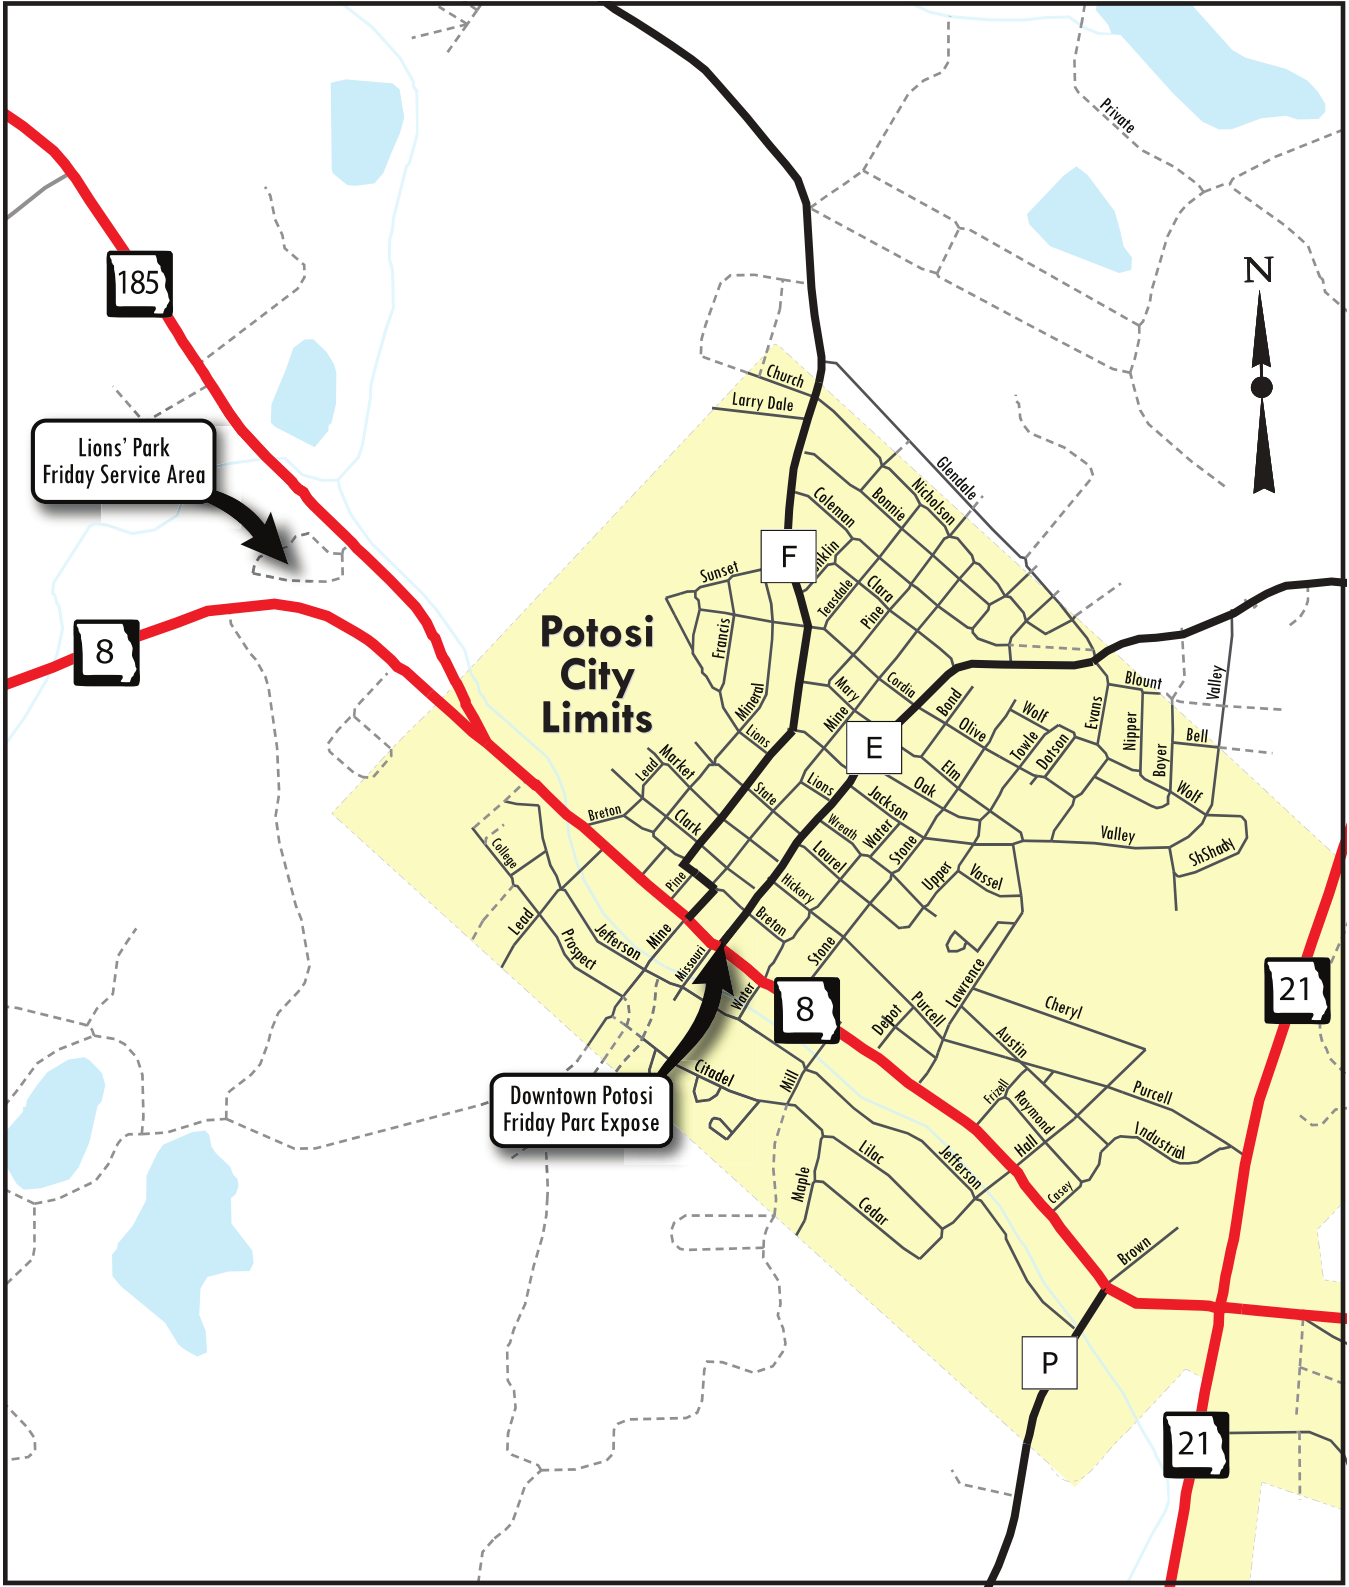 Private
N
185
Church
Larry Dale
Glendale
Lions' Park
Friday Service Area
Nicholson
Bonnie
Coleman
F
Sunset
Clara
Teasdale
Pine
Francis
8
Potosi
City
Limits
Cordia
Mary
Blount
Valley
Bond
Mineral
Mine
Evans
Wolf
Olive
Nipper
Lions
E
Towle
Dotson
Bell
Boyer
Market
Lead
Elm
State
Lions
Oak
Wolf
Jackson
Breton
Clark
Wreath
Water
Valley
Stone
College
Laurel
ShShady
Upper
Vassel
Pine
Hickory
Lead
Breton
Jefferson
Mine
Prospect
Stone
Missouri
Lawrence
21
Water
8
Cheryl
Purcell
Depot
Austin
Citadel
Mill
Downtown Potosi
Friday Parc Expose
Frizell
Raymond
Purcell
Hall
Industrial
Lilac
Jefferson
Maple
Casey
Cedar
Brown
P
21